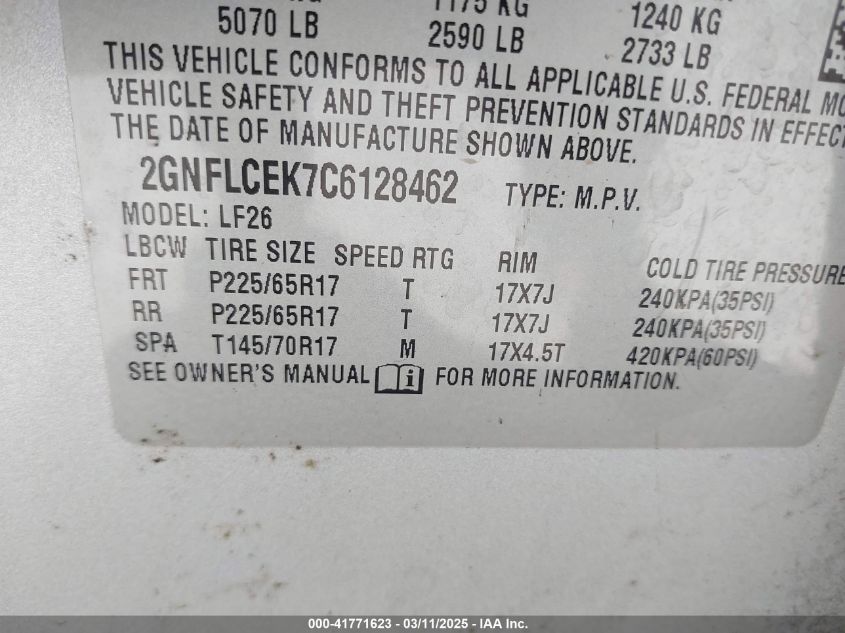 1175 KG
1240 KG
5070 LB
2590 LB
2733 LB
THIS VEHICLE CONFORMS TO ALL APPLICABLE U.S. FEDERAL
VEHICLE SAFETY AND THEFT PREVENTION STANDARDS IN EFFECT
THE DATE OF MANUFACTURE SHOWN ABOVE.
2GNFLCEK7C6128462 TYPE: M.P.V.
MODEL: LF26
LBCW TIRE SIZE SPEED RTG RIM COLD TIRE PRESSURE
FRT P225/65R17 T 17X7J 240KPA(35PSI)
RR P225/65R17 T 17X7J 240KPA(35PSI)
SPA T145/70R17 M 17X4.5T 420KPA(60PSI)
SEE OWNER'S MANUAL i FOR MORE INFORMATION.
000-41771623 - 03/11/2025 - IAA Inc.